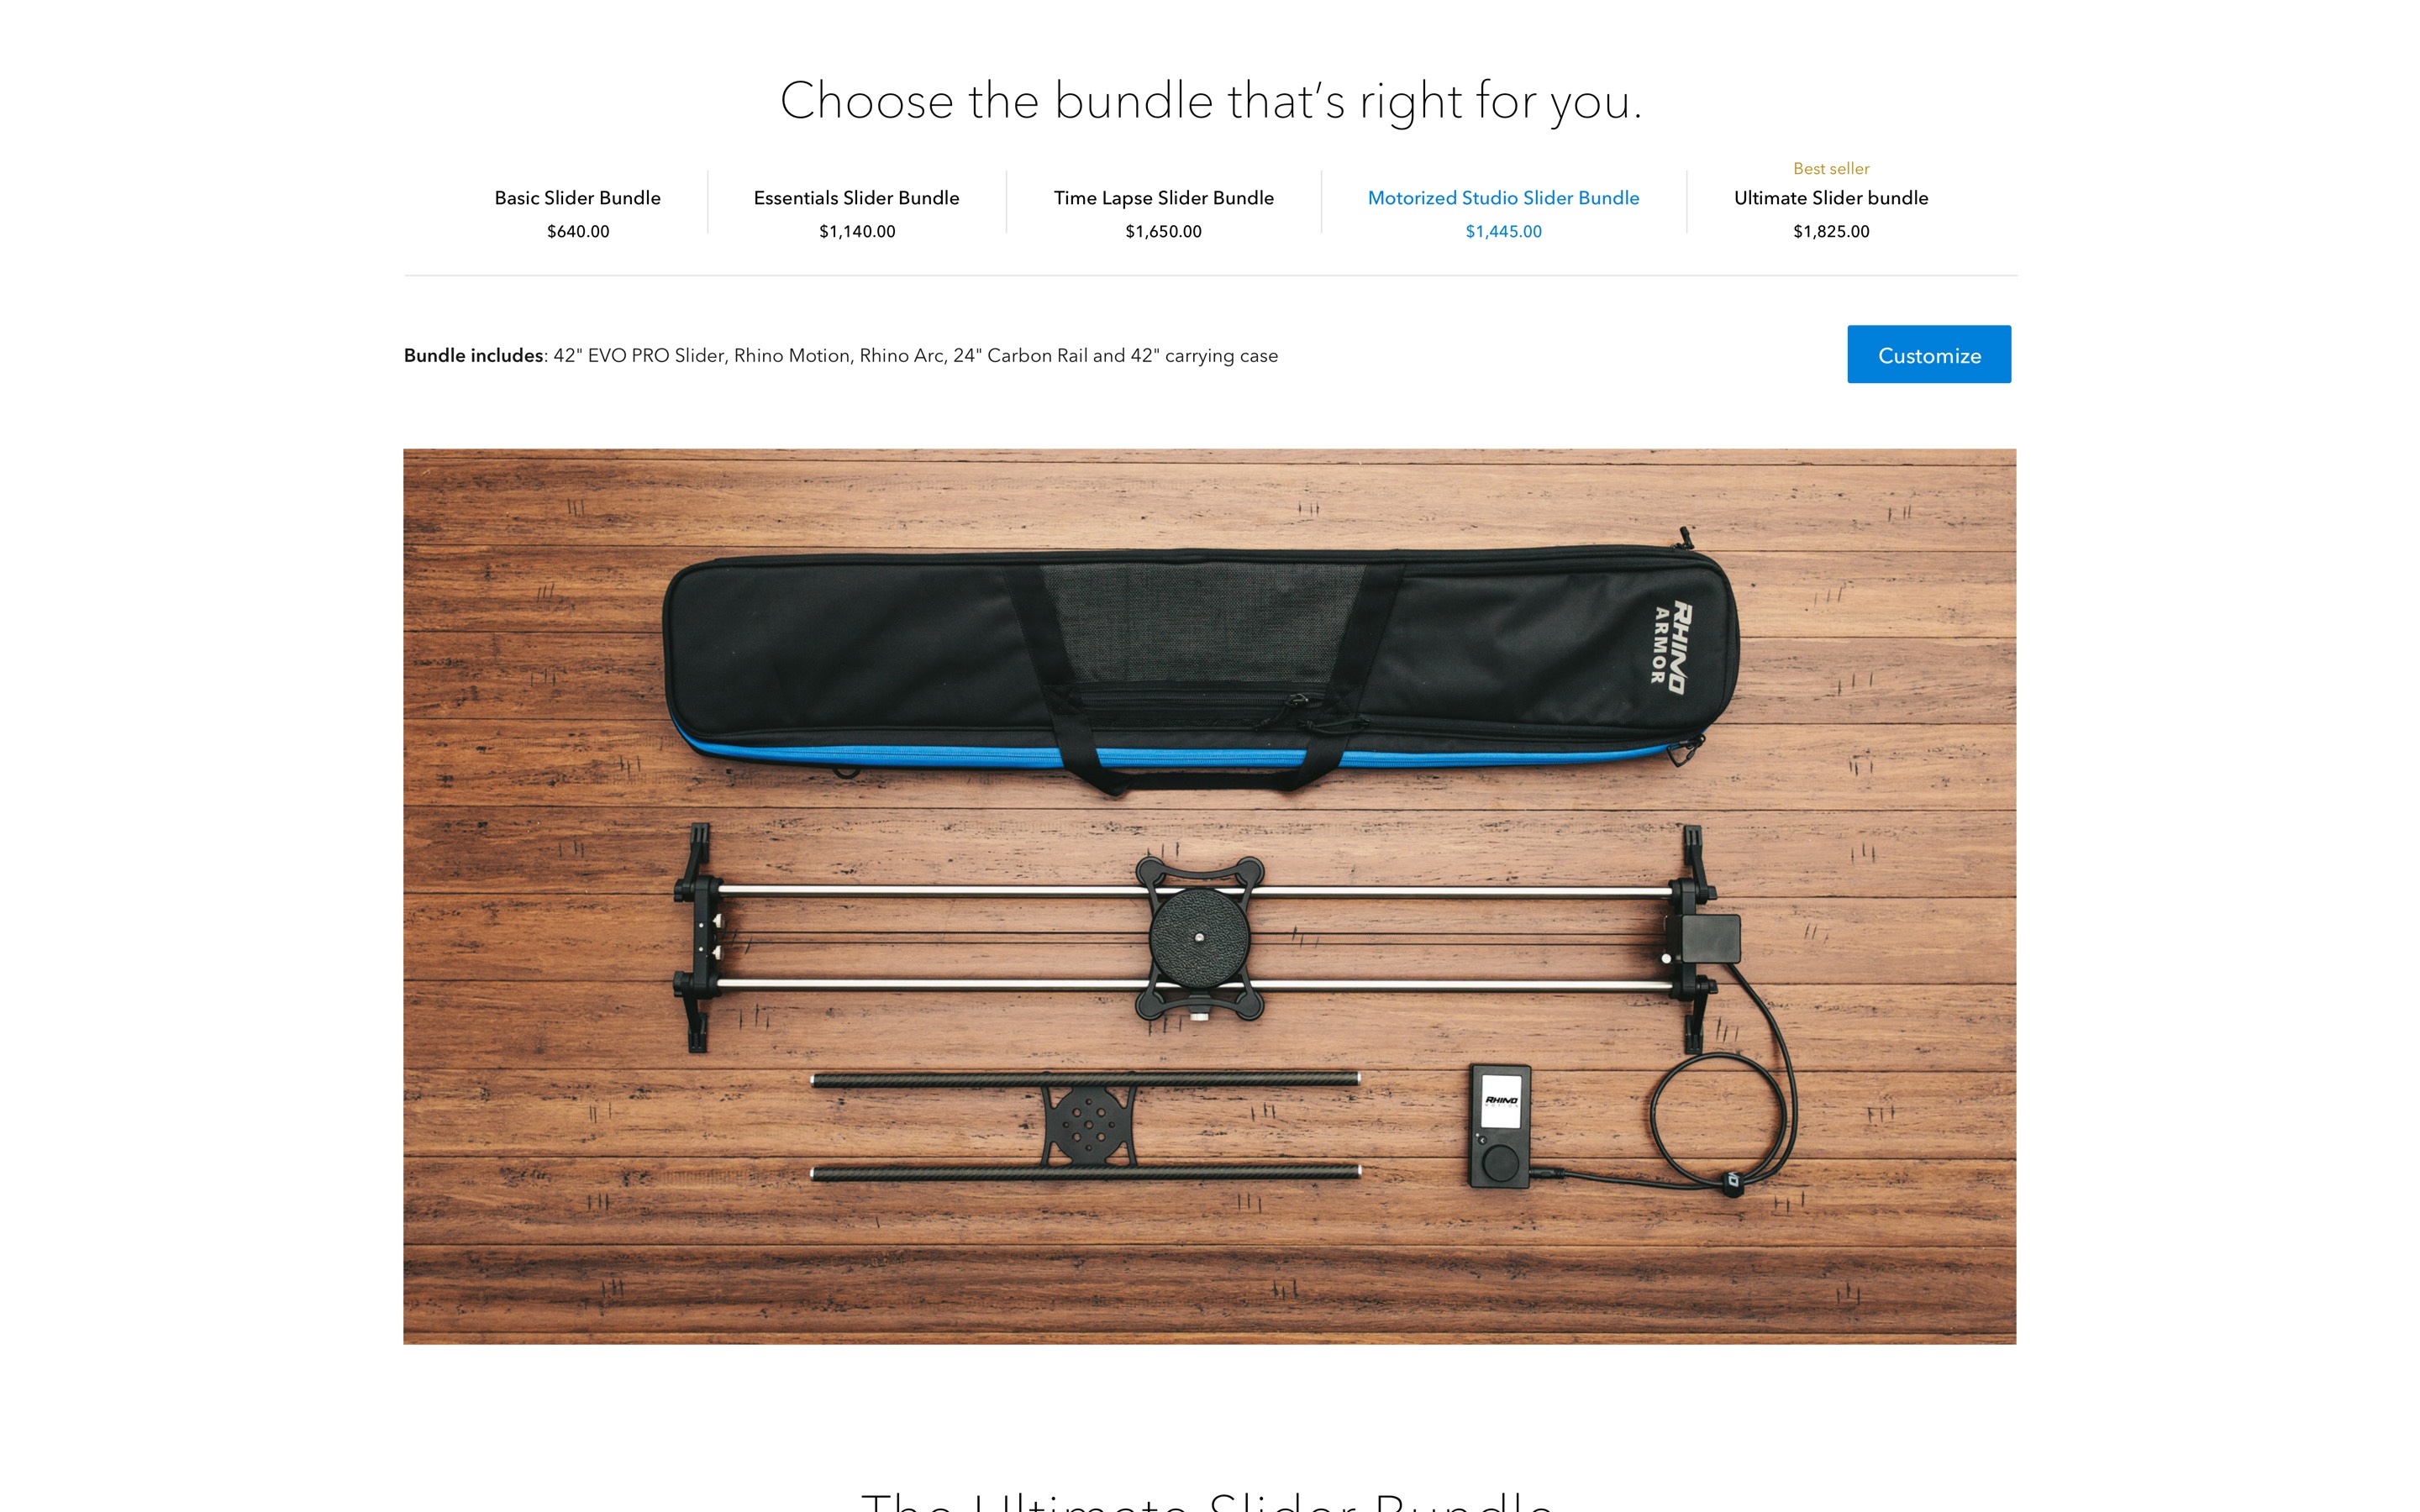 Choose the bundle that's right for you.
Best seller
Basic Slider Bundle
Essentials Slider Bundle
Time Lapse Slider Bundle
Motorized Studio Slider Bundle
Ultimate Slider bundle
$640.00
$1,140.00
$1,650.00
$1,445.00
$1,825.00
Bundle includes: 42" EVO PRO Slider, Rhino Motion, Rhino Arc, 24" Carbon Rail and 42" carrying case
Customize
RHINO
ARMOR
RHINO
The Ultimate Slider Bundle